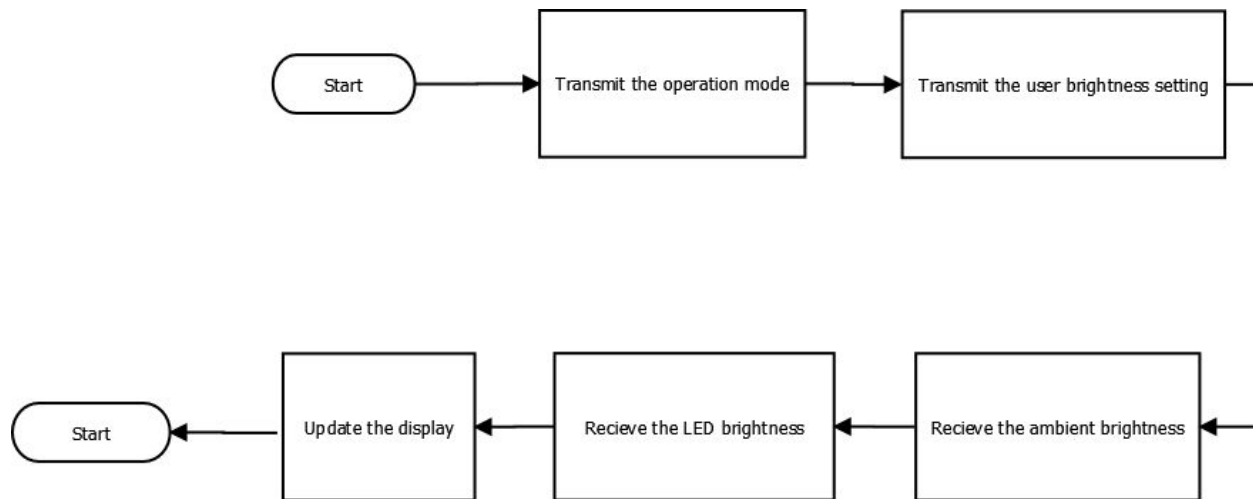 Start
Transmit the operation mode
Transmit the user brightness setting
Recieve the ambient brightness
Recieve the LED brightness
Update the display
Start